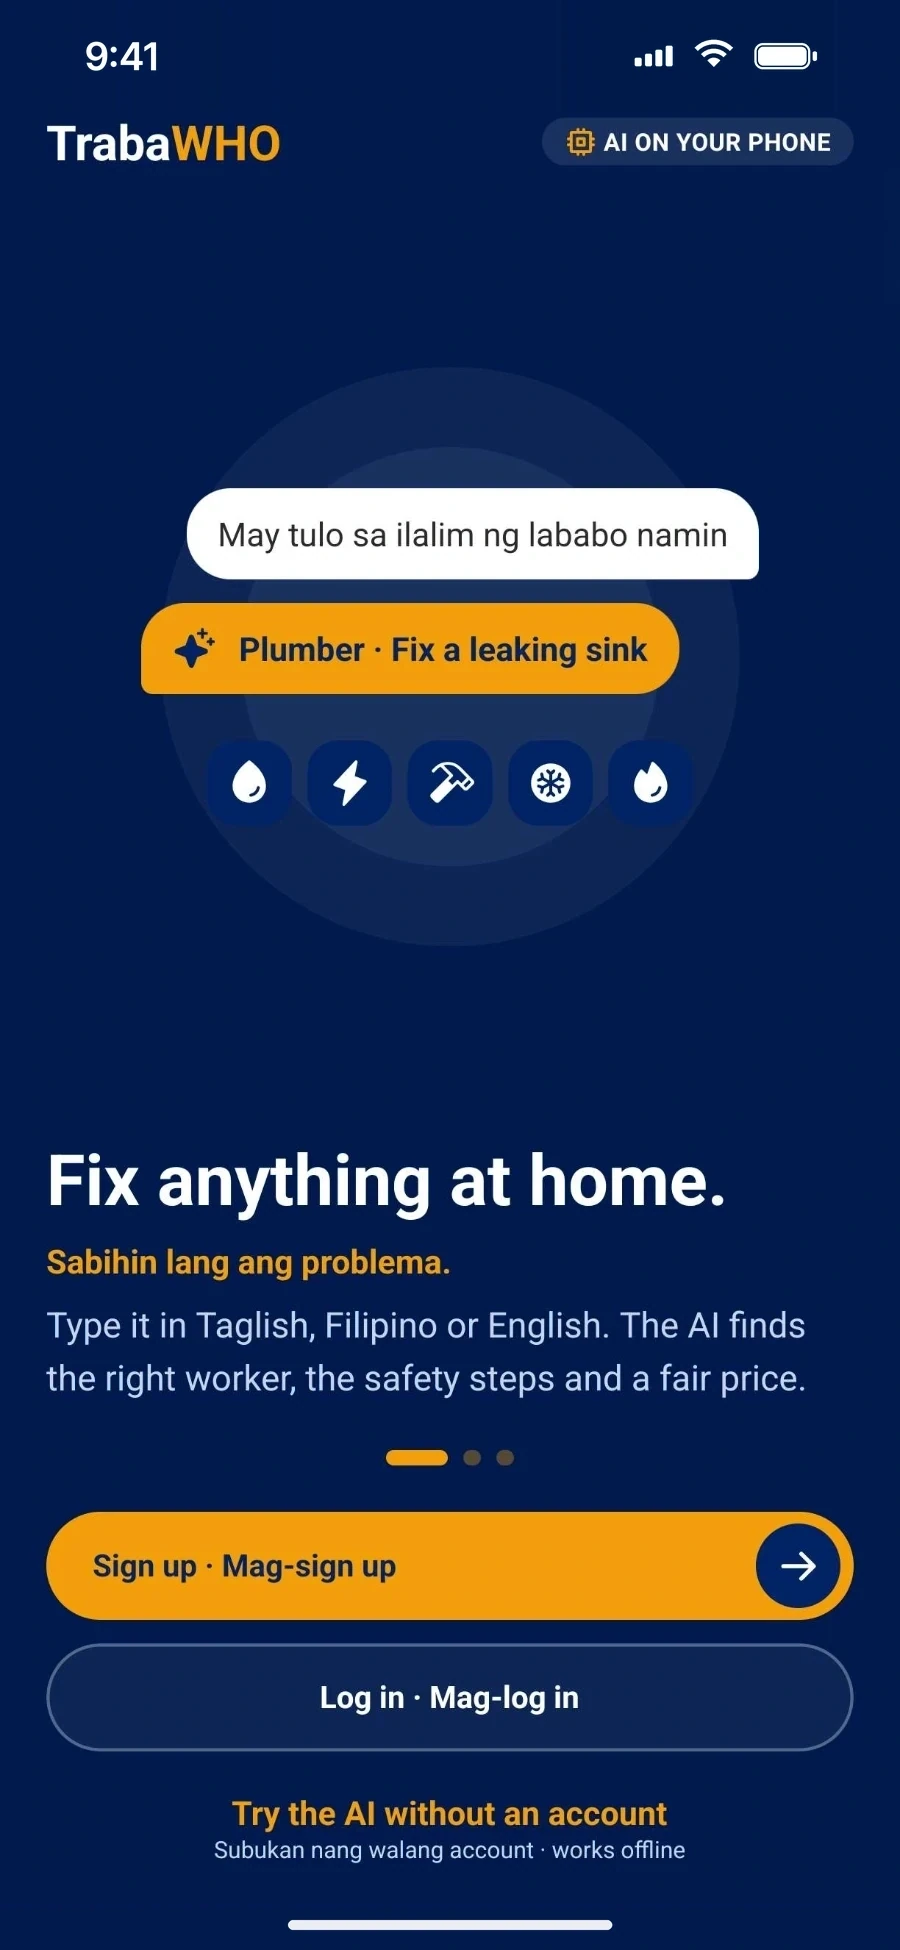 9:41
TrabaWHO
AI ON YOUR PHONE
May tulo sa ilalim ng lababo namin
Plumber · Fix a leaking sink
Fix anything at home.
Sabihin lang ang problema.
Type it in Taglish, Filipino or English. The AI finds
the right worker, the safety steps and a fair price.
Sign up · Mag-sign up
Log in · Mag-log in
Try the AI without an account
Subukan nang walang account · works offline